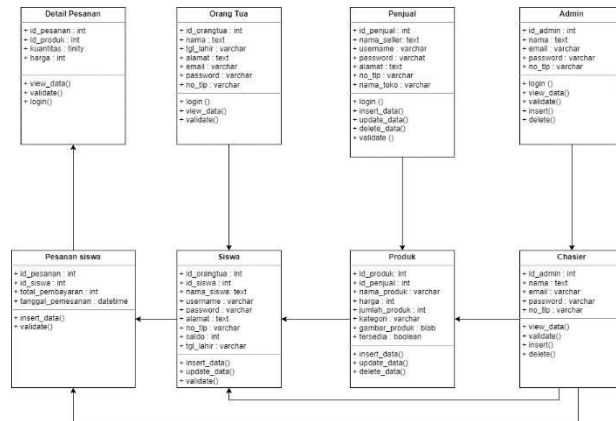 Detail Pesanan
+ id_pesanan : int
+ id_produk : int
+ kuantitas : tinity
+ harga : int
+ view_data()
+ validate()
+ login()
Orang Tua
+ id_orangtua : int
+ nama : text
+ tgl_lahir : varchar
+ alamat : text
+ email : varchar
+ password : varchar
+ no_tlp : varchar
+ login ()
+ view_data()
+ validate()
Penjual
+ id_penjual : int
+ nama_seller: text
+ username : varchar
+ password : varchat
+ alamat : text
+ no_tlp : varchar
+ nama_toko : varchar
+ login ()
+ insert_data()
+ update_data()
+ delete_data()
+ validate ()
Admin
+ id_admin : int
+ nama : text
+ email : varchar
+ password : varchar
+ no_tlp : varchar
+ login ()
+ view_data()
+ validate()
+ insert()
+ delete()
Pesanan siswa
+ id_pesanan : int
+ id_siswa : int
+ total_pembayaran : int
+ tanggal_pemesanan : datetime
+ insert_data()
+ validate()
Siswa
+ id_orangtua : int
+ id_siswa : int
+ nama_siswa: text
+ username : varchar
+ password : varchar
+ alamat : text
+ no_tlp : varchar
+ saldo : int
+ tgl_lahir : varchar
+ insert_data()
+ update_data()
+ validate()
Produk
+ id_produk: int
+ id_penjual : int
+ nama_produk : varchar
+ harga : int
+ jumlah_produk : int
+ kategori : varchar
+ gambar_produk : blob
+ tersedia : boolean
+ insert_data()
+ update_data()
+ delete_data()
Chasier
+ id_admin : int
+ nama : text
+ email : varchar
+ password : varchar
+ no_tlp : varchar
+ view_data()
+ validate()
+ insert()
+ delete()